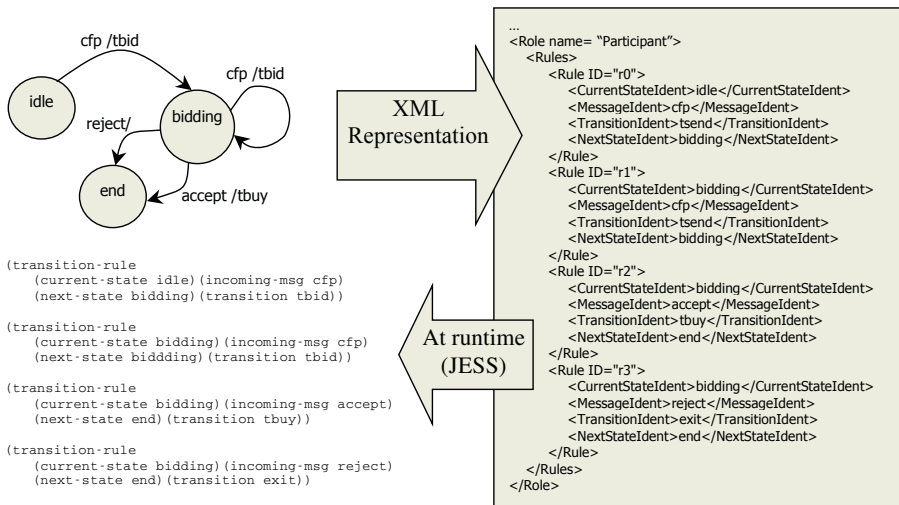 cfp /tbid
idle
bidding
cfp /tbid
reject/
end
accept /tbuy
XML
Representation
...
<Role name= “Participant”>
<Rules>
<Rule ID="r0">
<CurrentStateIdent>idle</CurrentStateIdent>
<MessageIdent>cfp</MessageIdent>
<TransitionIdent>tsend</TransitionIdent>
<NextStateIdent>bidding</NextStateIdent>
</Rule>
<Rule ID="r1">
<CurrentStateIdent>bidding</CurrentStateIdent>
<MessageIdent>cfp</MessageIdent>
<TransitionIdent>tsend</TransitionIdent>
<NextStateIdent>bidding</NextStateIdent>
</Rule>
<Rule ID="r2">
<CurrentStateIdent>bidding</CurrentStateIdent>
<MessageIdent>accept</MessageIdent>
<TransitionIdent>tbuy</TransitionIdent>
<NextStateIdent>end</NextStateIdent>
</Rule>
<Rule ID="r3">
<CurrentStateIdent>bidding</CurrentStateIdent>
<MessageIdent>reject</MessageIdent>
<TransitionIdent>exit</TransitionIdent>
<NextStateIdent>end</NextStateIdent>
</Rule>
</Rules>
</Role>
At runtime
(JESS)
(transition-rule
(current-state idle)(incoming-msg cfp)
(next-state bidding)(transition tbid))
(transition-rule
(current-state bidding)(incoming-msg cfp)
(next-state biddding)(transition tbid))
(transition-rule
(current-state bidding)(incoming-msg accept)
(next-state end)(transition tbuy))
(transition-rule
(current-state bidding)(incoming-msg reject)
(next-state end)(transition exit))